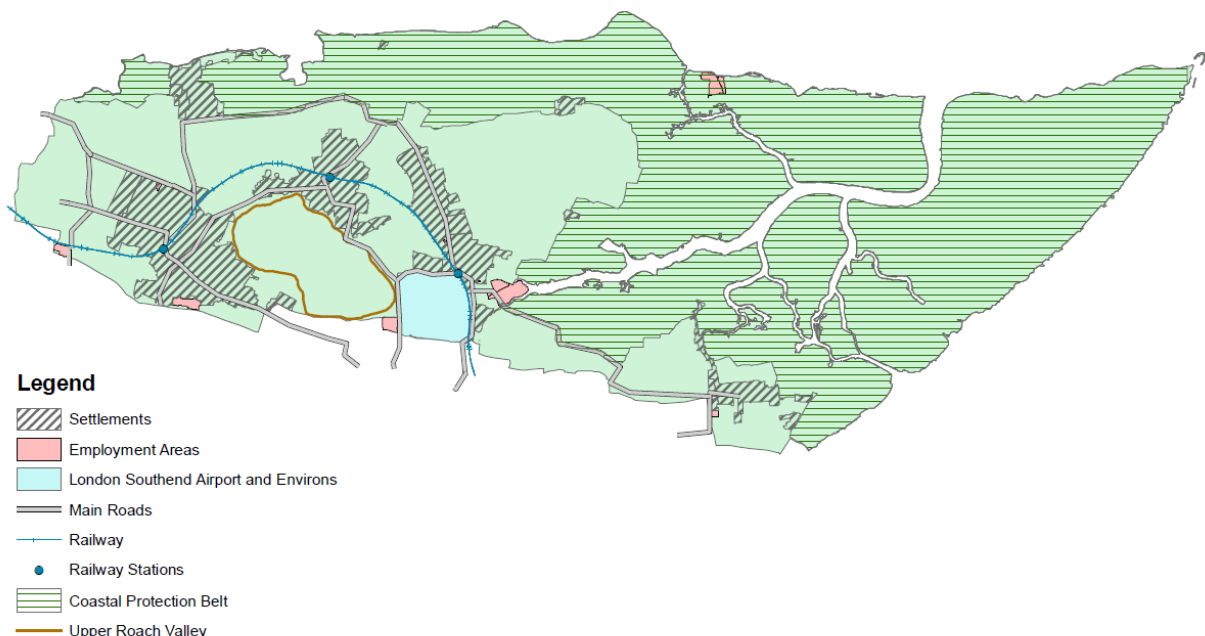 Legend
Settlements
Employment Areas
London Southend Airport and Environs
Main Roads
Railway
Railway Stations
Coastal Protection Belt
Upper Roach Valley